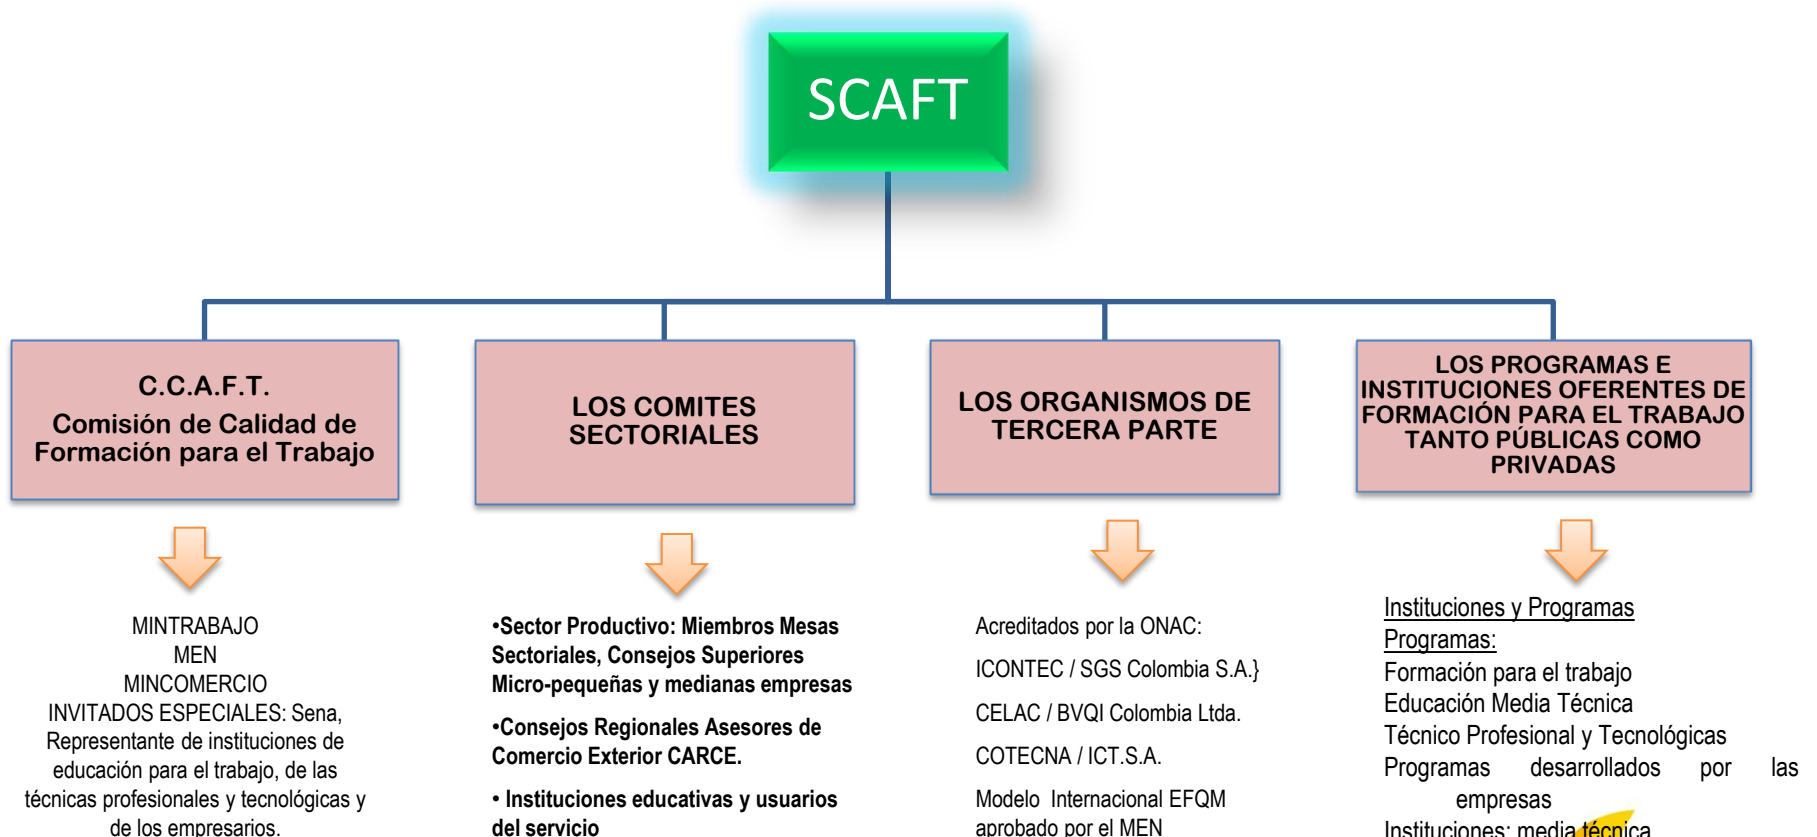 SCAFT
C.C.A.F.T.
Comisión de Calidad de
Formación para el Trabajo
LOS COMITES
SECTORIALES
LOS ORGANISMOS DE
TERCERA PARTE
LOS PROGRAMAS E
INSTITUCIONES OFERENTES DE
FORMACIÓN PARA EL TRABAJO
TANTO PÚBLICAS COMO
PRIVADAS
MINTRABAJO
MEN
MINCOMERCIO
INVITADOS ESPECIALES: Sena,
Representante de instituciones de
educación para el trabajo, de las
técnicas profesionales y tecnológicas y
de los empresarios.
•Sector Productivo: Miembros Mesas
Sectoriales, Consejos Superiores
Micro-pequeñas y medianas empresas
•Consejos Regionales Asesores de
Comercio Exterior CARCE.
• Instituciones educativas y usuarios
del servicio
Acreditados por la ONAC:
ICONTEC / SGS Colombia S.A.}
CELAC / BVQI Colombia Ltda.
COTECNA / ICT.S.A.
Modelo Internacional EFQM
aprobado por el MEN
Instituciones y Programas
Programas:
Formación para el trabajo
Educación Media Técnica
Técnico Profesional y Tecnológicas
Programas desarrollados por las
empresas
Instituciones: media técnica